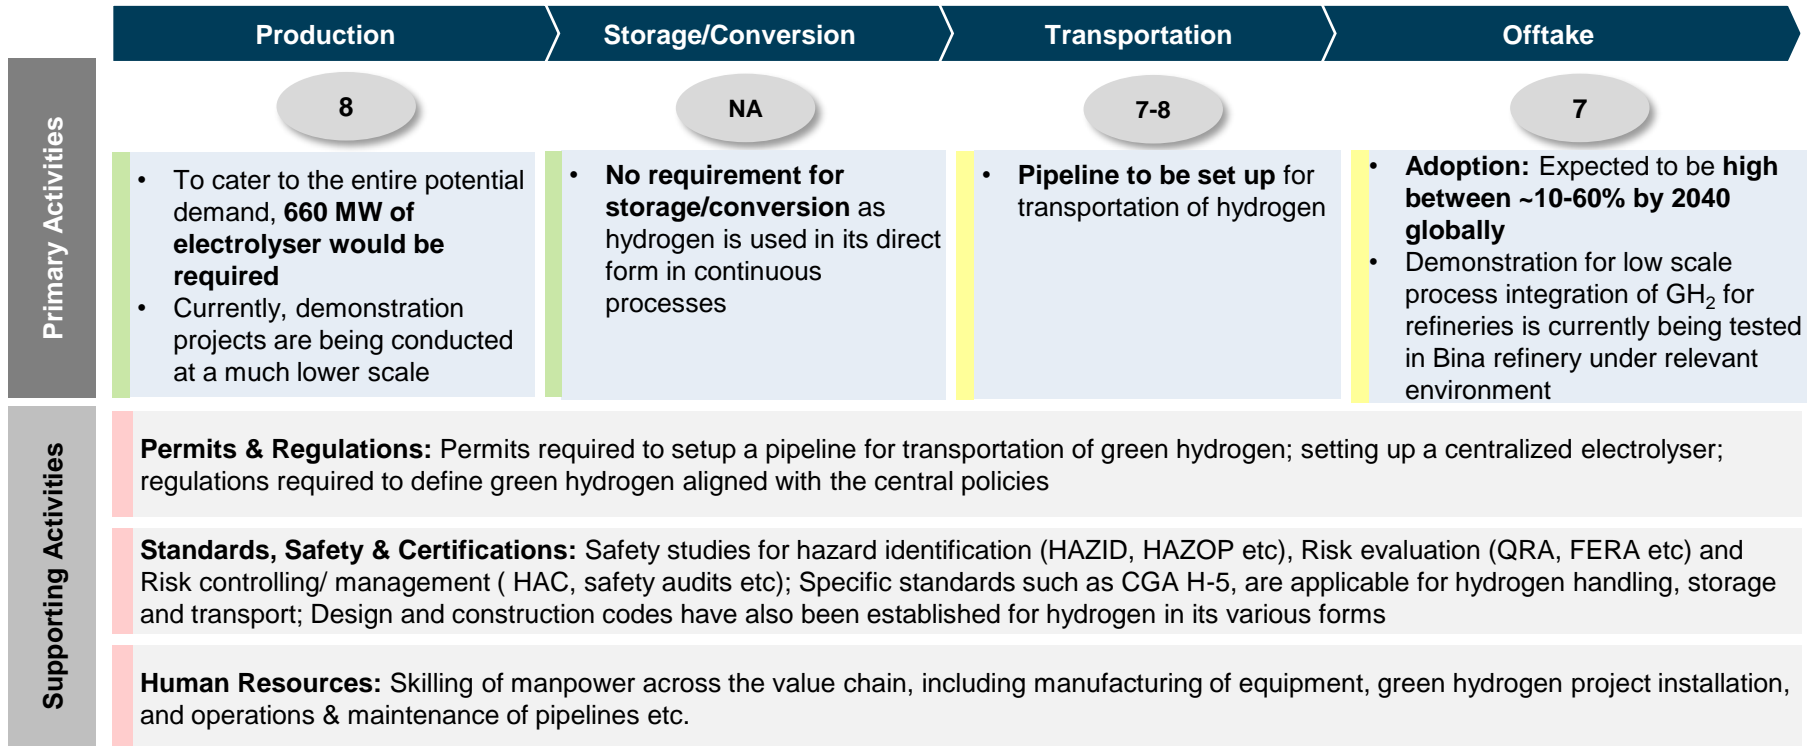 Production
Storage/Conversion
Transportation
Offtake
Primary Activities
8
NA
7-8
7
• To cater to the entire potential
demand, 660 MW of
electrolyser would be
required
• Currently, demonstration
projects are being conducted
at a much lower scale
• No requirement for
storage/conversion as
hydrogen is used in its direct
form in continuous
processes
• Pipeline to be set up for
transportation of hydrogen
• Adoption: Expected to be high
between ~10-60% by 2040
globally
• Demonstration for low scale
process integration of GH₂ for
refineries is currently being tested
in Bina refinery under relevant
environment
Supporting Activities
Permits & Regulations: Permits required to setup a pipeline for transportation of green hydrogen; setting up a centralized electrolyser;
regulations required to define green hydrogen aligned with the central policies
Standards, Safety & Certifications: Safety studies for hazard identification (HAZID, HAZOP etc), Risk evaluation (QRA, FERA etc) and
Risk controlling/ management ( HAC, safety audits etc); Specific standards such as CGA H-5, are applicable for hydrogen handling, storage
and transport; Design and construction codes have also been established for hydrogen in its various forms
Human Resources: Skilling of manpower across the value chain, including manufacturing of equipment, green hydrogen project installation,
and operations & maintenance of pipelines etc.